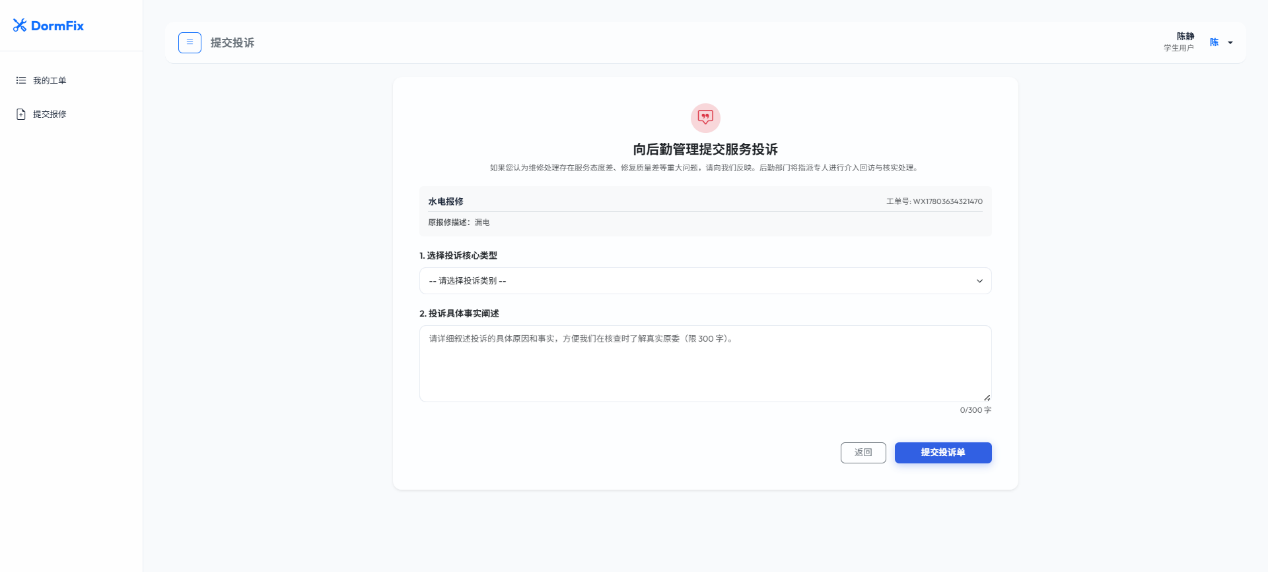 DormFix
我的工单
提交报修
提交投诉
陈静
学生用户
陈
向后勤管理提交服务投诉
如果您认为维修处理存在服务态度差、修复质量差等重大问题，请向我们反映。后勤部门将指派专人进行介入回访与核实处理。
水电报修
工单号: WX17803634321470
原报修描述： 漏电
1. 选择投诉核心类型
-- 请选择投诉类别 --
2. 投诉具体事实阐述
请详细叙述投诉的具体原因和事实，方便我们在核查时了解真实原委（限 300 字）。
0/300 字
返回
提交投诉单